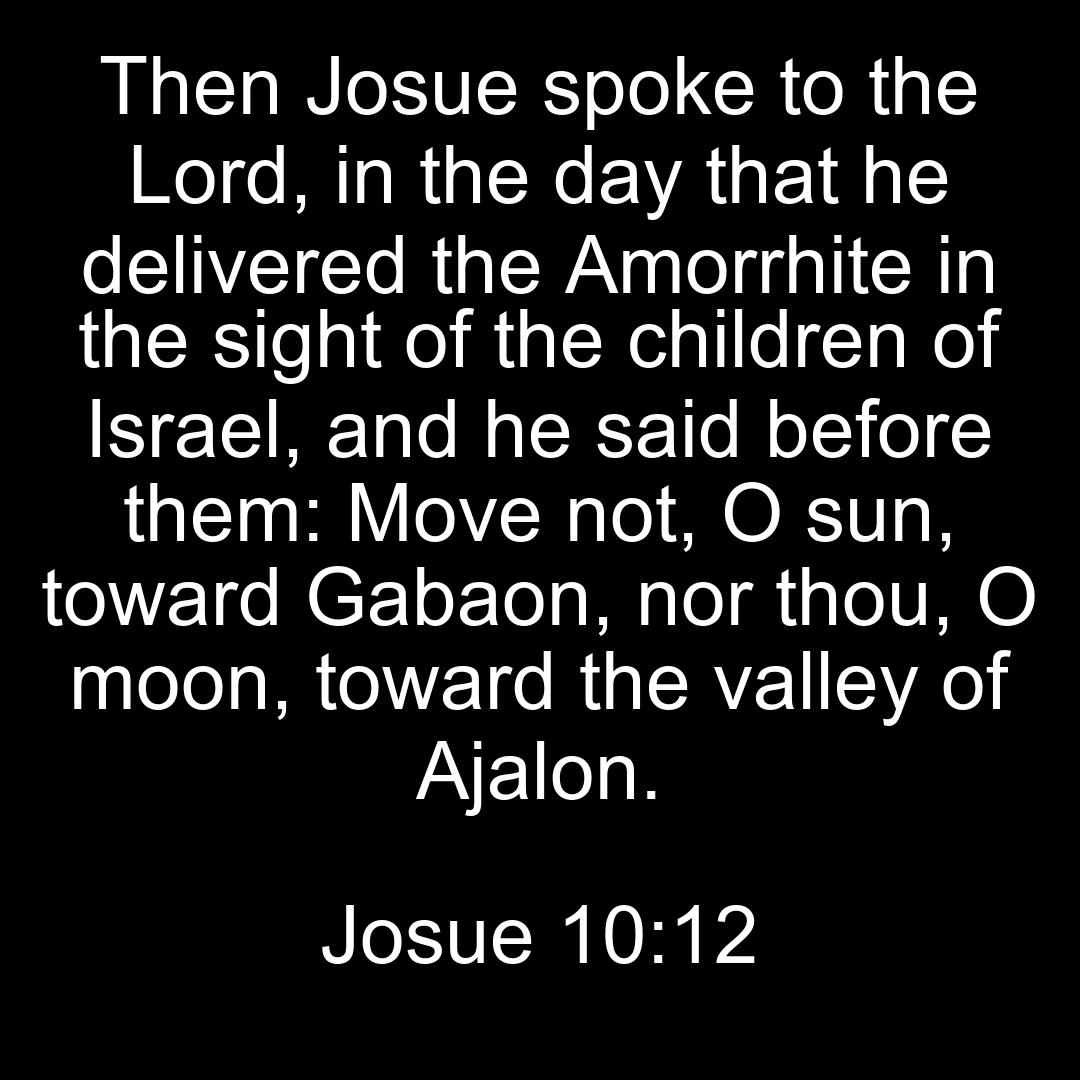 Then Josue spoke to the
Lord, in the day that he
delivered the Amorrhite in
the sight of the children of
Israel, and he said before
them: Move not, O sun,
toward Gabaon, nor thou, O
moon, toward the valley of
Ajalon.
Josue 10:12